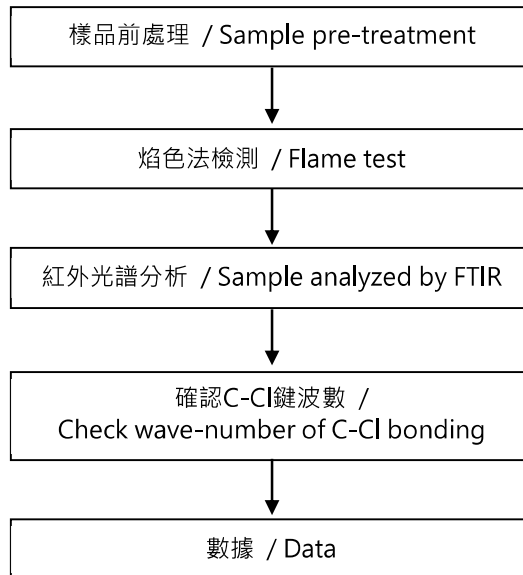 樣品前處理 / Sample pre-treatment
焰色法檢測 / Flame test
紅外光譜分析 / Sample analyzed by FTIR
確認C-Cl鍵波數 /
Check wave-number of C-Cl bonding
數據 / Data